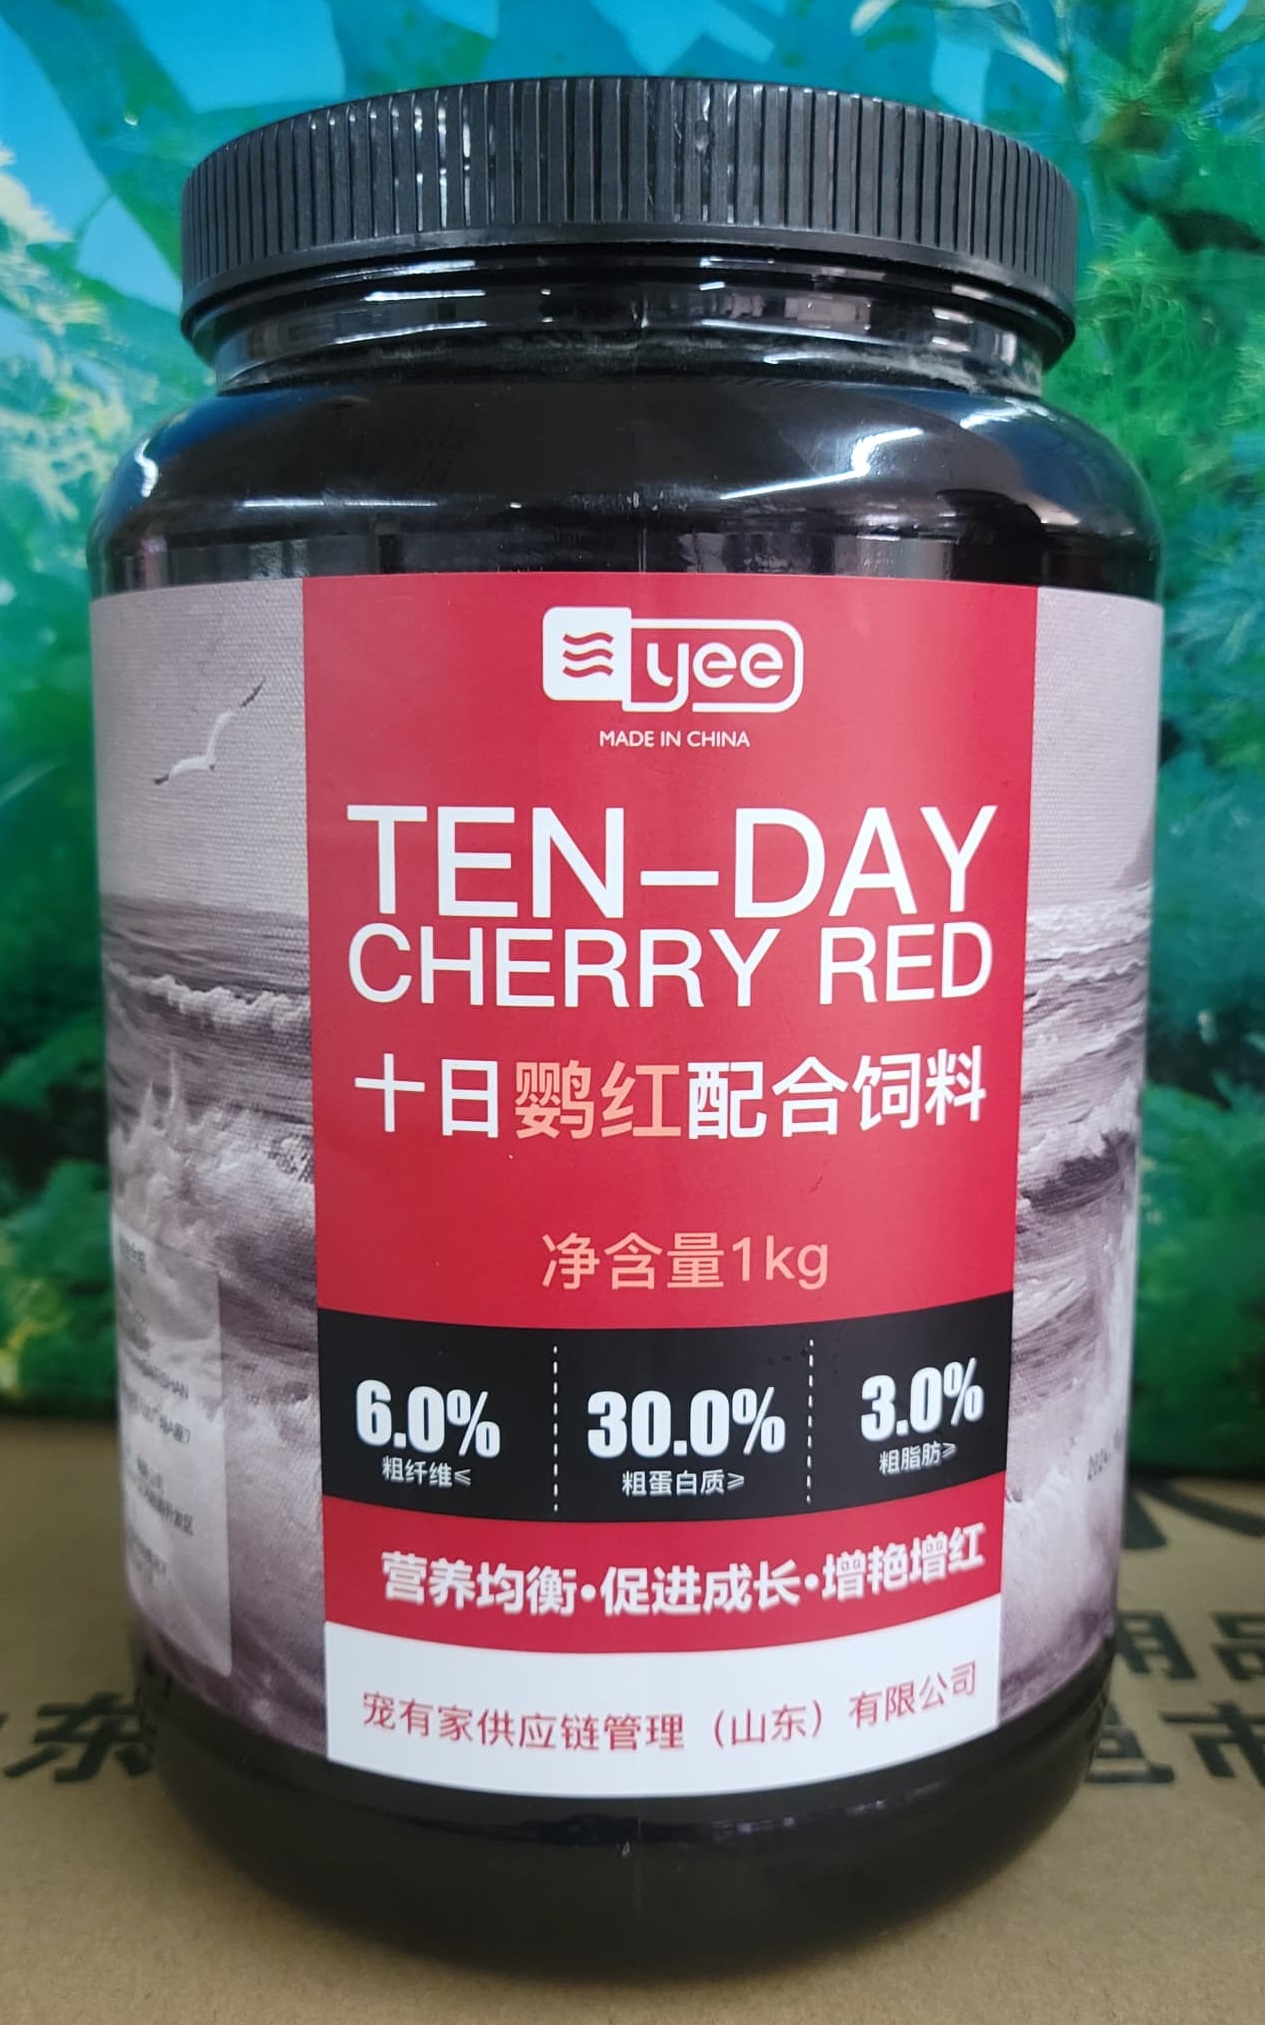 yee
MADE IN CHINA
TEN-DAY
CHERRY RED
十日鹦红配合饲料
净含量1kg
6.0%
粗纤维≤
30.0%
粗蛋白质≥
3.0%
粗脂肪≥
营养均衡·促进成长·增艳增红
宠有家供应链管理（山东）有限公司